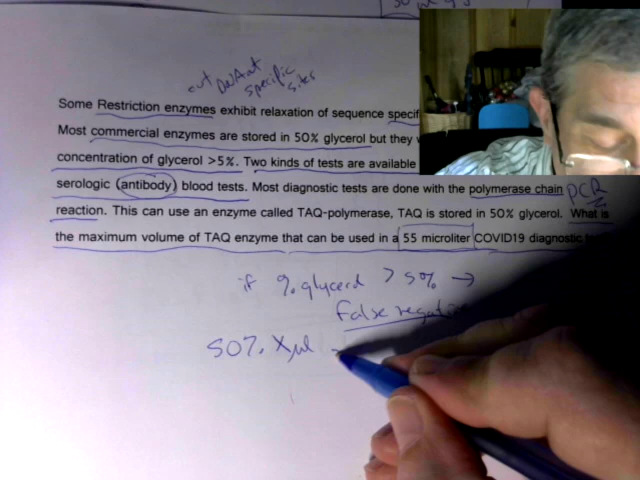 cut DNA at
specific
sites
Some Restriction enzymes exhibit relaxation of sequence specif
Most commercial enzymes are stored in 50% glycerol but they
concentration of glycerol >5%. Two kinds of tests are available
serologic (antibody) blood tests. Most diagnostic tests are done with the polymerase chain
PCR
reaction. This can use an enzyme called TAQ-polymerase, TAQ is stored in 50% glycerol. What is
the maximum volume of TAQ enzyme that can be used in a 55 microliter COVID19 diagnostic
if % glycerol > 50% →
False negative
50% X µl